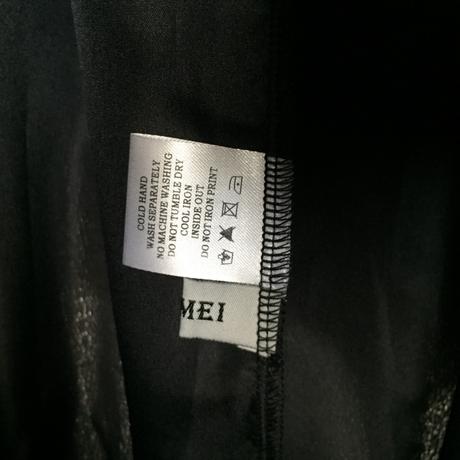 COLD HAND
WASH SEPARATELY
NO MACHINE WASHING
DO NOT TUMBLE DRY
COOL IRON
INSIDE OUT
DO NOT IRON PRINT
MEI